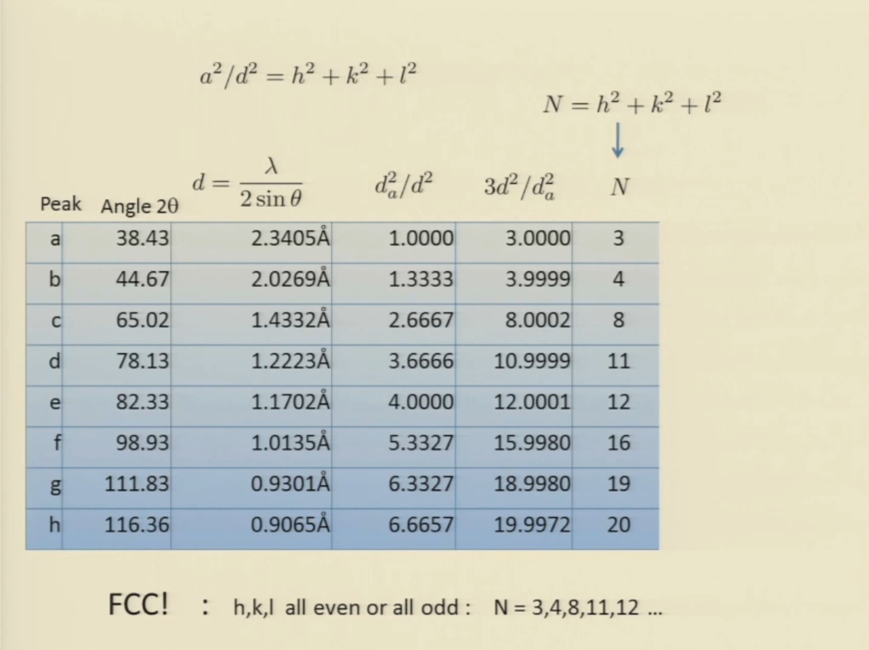 a²/d² = h² + k² + l²
N = h² + k² + l²
↓
Peak Angle 2θ d = λ / 2 sin θ dₐ²/d² 3d²/dₐ² N
a 38.43 2.3405Å 1.0000 3.0000 3
b 44.67 2.0269Å 1.3333 3.9999 4
c 65.02 1.4332Å 2.6667 8.0002 8
d 78.13 1.2223Å 3.6666 10.9999 11
e 82.33 1.1702Å 4.0000 12.0001 12
f 98.93 1.0135Å 5.3327 15.9980 16
g 111.83 0.9301Å 6.3327 18.9980 19
h 116.36 0.9065Å 6.6657 19.9972 20
FCC! : h,k,l all even or all odd : N = 3,4,8,11,12 ...